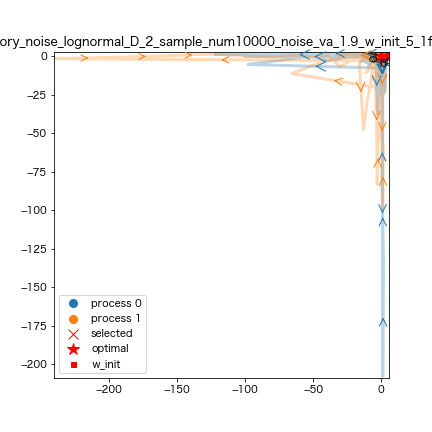 ory_noise_lognormal_D_2_sample_num10000_noise_va_1.9_w_init_5_1f
0
−25
−50
−75
−100
−125
−150
−175
−200
−200 −150 −100 −50 0
process 0
process 1
selected
optimal
w_init